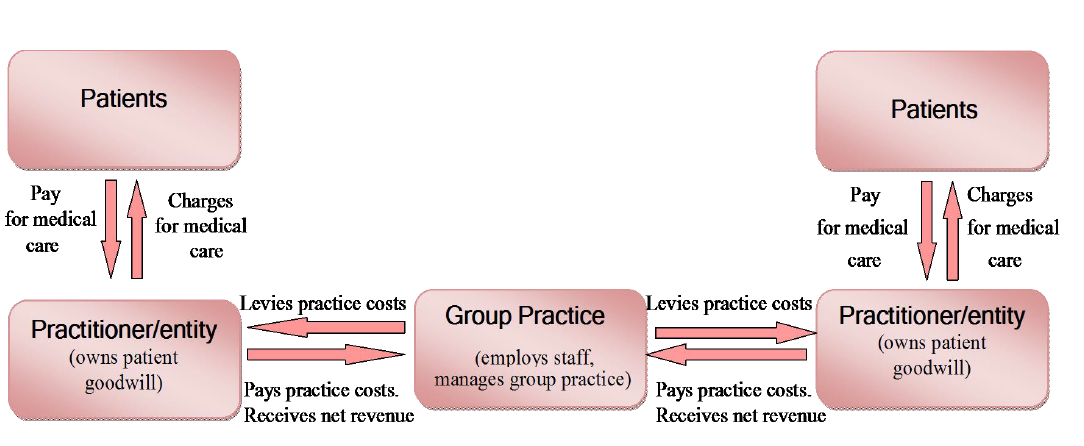 Patients
Pay
for medical
care
Charges
for medical
care
Practitioner/entity
(owns patient
goodwill)
Levies practice costs
Pays practice costs.
Receives net revenue
Group Practice
(employs staff,
manages group practice)
Levies practice costs
Pays practice costs.
Receives net revenue
Patients
Pay
for medical
care
Charges
for medical
care
Practitioner/entity
(owns patient
goodwill)